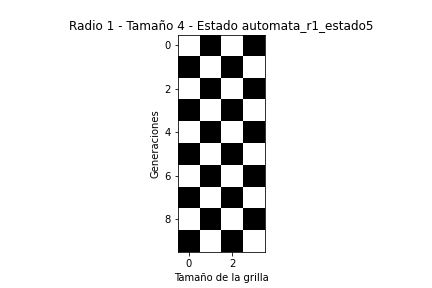 Radio 1 - Tamaño 4 - Estado automata_r1_estado5
0
2
4
6
8
Generaciones
0 2
Tamaño de la grilla